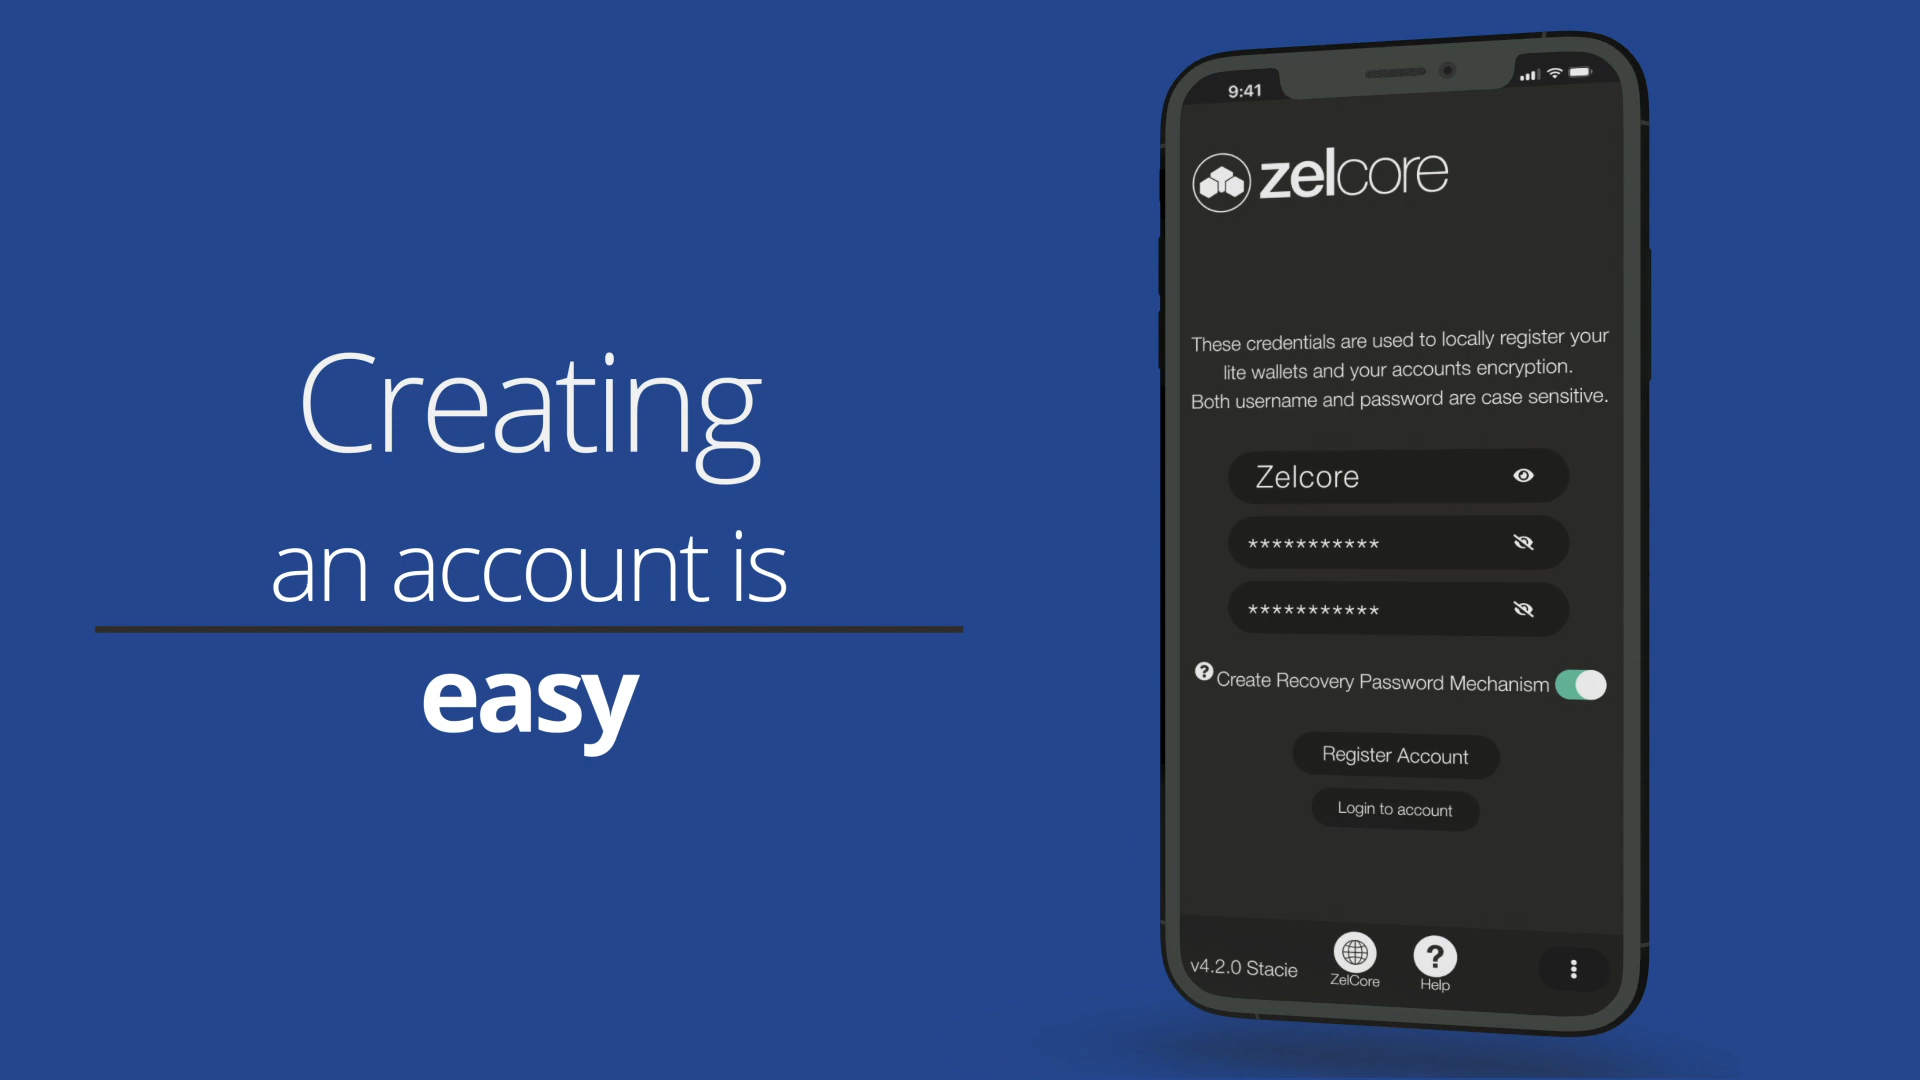 Creating
an account is
easy
9:41
zelcore
These credentials are used to locally register your
lite wallets and your accounts encryption.
Both username and password are case sensitive.
Zelcore
***********
***********
? Create Recovery Password Mechanism
Register Account
Login to account
v4.2.0 Stacie
ZelCore
?
Help